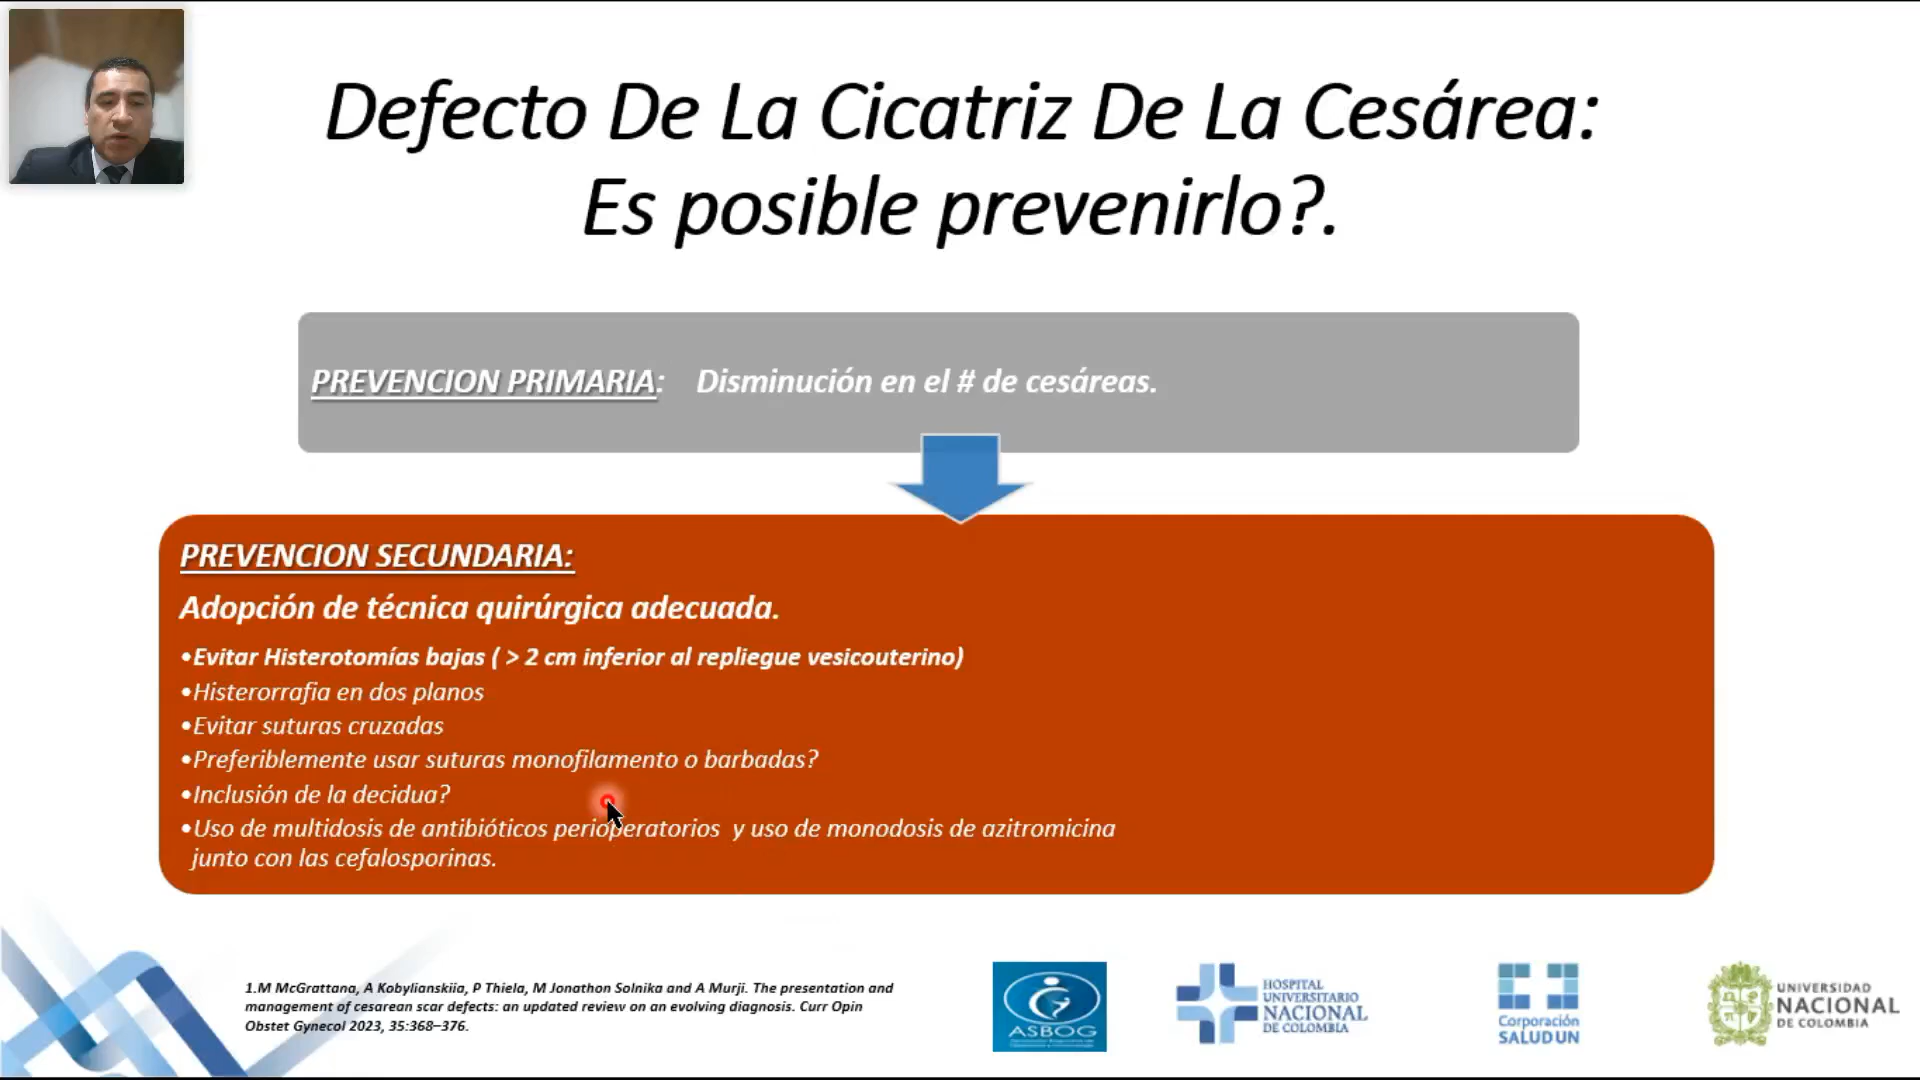 Defecto De La Cicatriz De La Cesárea:
Es posible prevenirlo?.
PREVENCION PRIMARIA: Disminución en el # de cesáreas.
PREVENCION SECUNDARIA:
Adopción de técnica quirúrgica adecuada.
•Evitar Histerotomías bajas ( > 2 cm inferior al repliegue vesicouterino)
•Histerorrafia en dos planos
•Evitar suturas cruzadas
•Preferiblemente usar suturas monofilamento o barbadas?
•Inclusión de la decidua?
•Uso de multidosis de antibióticos perioperatorios y uso de monodosis de azitromicina
junto con las cefalosporinas.
1.M McGrattana, A Kobylianskiia, P Thiela, M Jonathon Solnika and A Murji. The presentation and
management of cesarean scar defects: an updated review on an evolving diagnosis. Curr Opin
Obstet Gynecol 2023, 35:368–376.
ASBOG
HOSPITAL
UNIVERSITARIO
NACIONAL
DE COLOMBIA
Corporación
SALUD UN
UNIVERSIDAD
NACIONAL
DE COLOMBIA